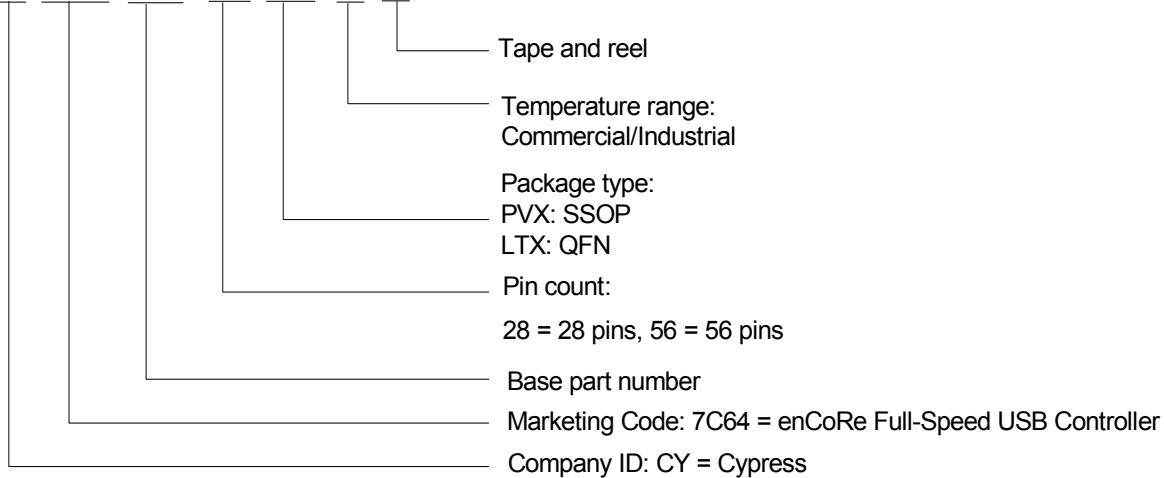 Tape and reel
Temperature range:
Commercial/Industrial
Package type:
PVX: SSOP
LTX: QFN
Pin count:
28 = 28 pins, 56 = 56 pins
Base part number
Marketing Code: 7C64 = enCoRe Full-Speed USB Controller
Company ID: CY = Cypress